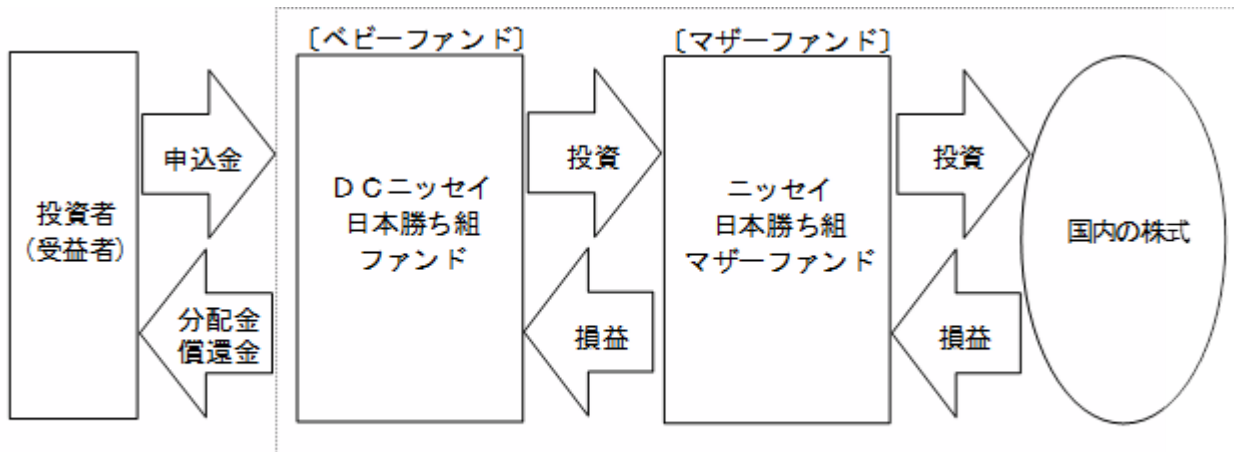 〔ベビーファンド〕
〔マザーファンド〕
投資者
（受益者）
申込金
分配金
償還金
ＤＣニッセイ
日本勝ち組
ファンド
投資
損益
ニッセイ
日本勝ち組
マザーファンド
投資
損益
国内の株式